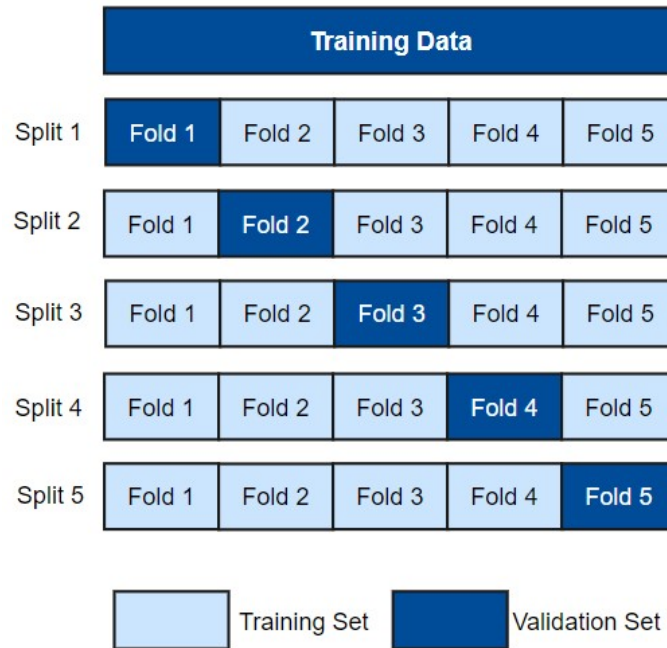 Training Data
Split 1 Fold 1 Fold 2 Fold 3 Fold 4 Fold 5
Split 2 Fold 1 Fold 2 Fold 3 Fold 4 Fold 5
Split 3 Fold 1 Fold 2 Fold 3 Fold 4 Fold 5
Split 4 Fold 1 Fold 2 Fold 3 Fold 4 Fold 5
Split 5 Fold 1 Fold 2 Fold 3 Fold 4 Fold 5
Training Set Validation Set